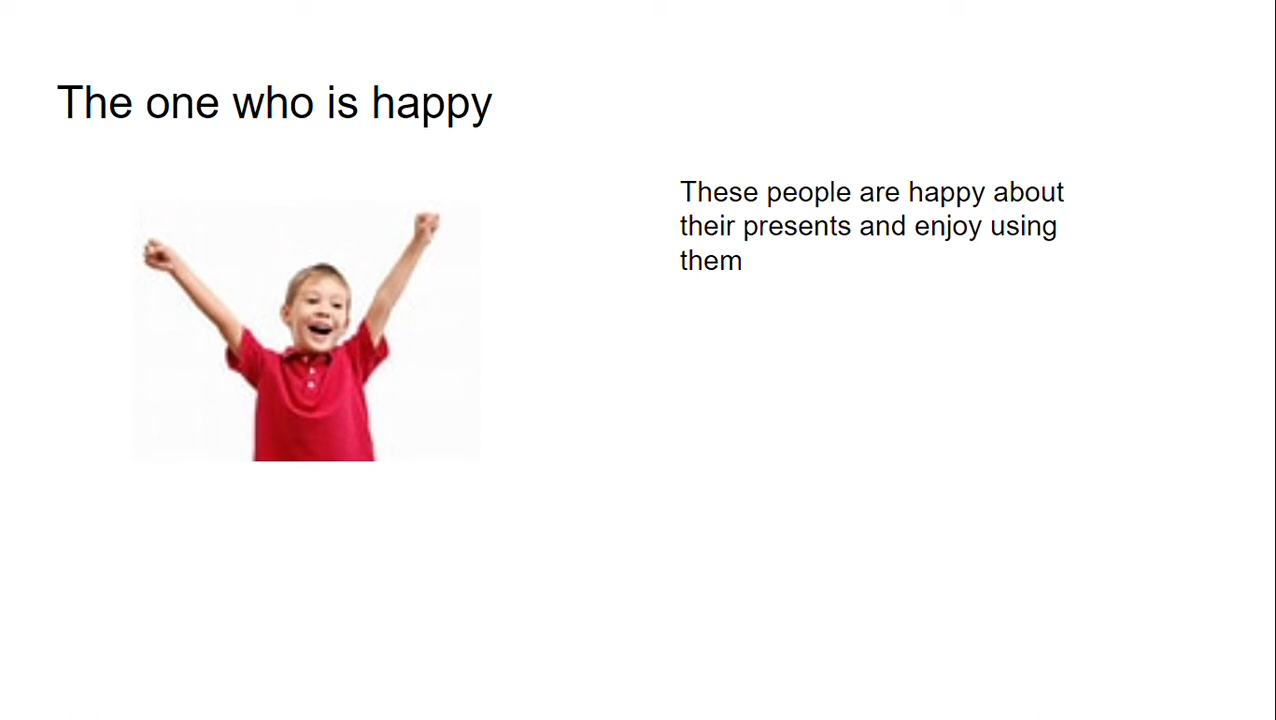 The one who is happy
These people are happy about
their presents and enjoy using
them